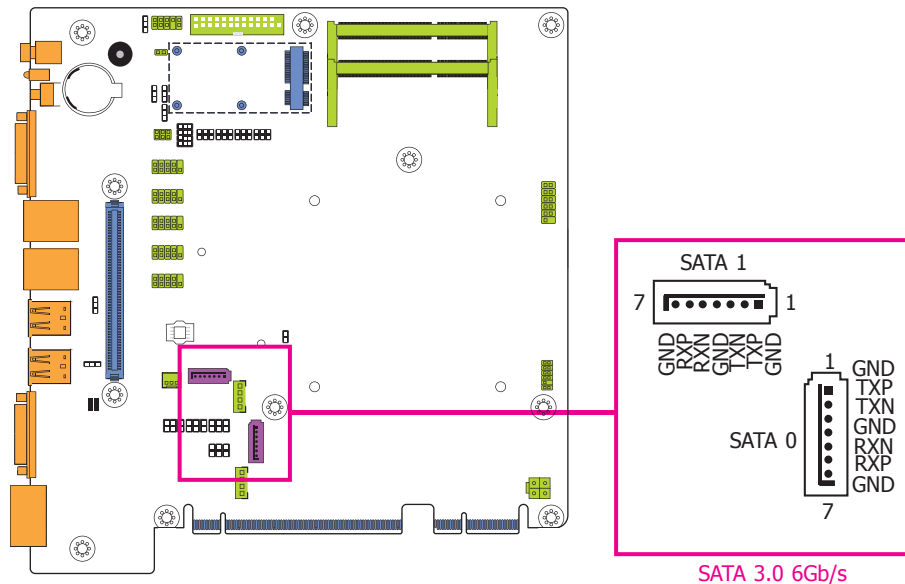 SATA 1
7
1
GND
RXP
RXN
GND
TXN
TXP
GND
SATA 0
1
GND
TXP
TXN
GND
RXN
RXP
GND
7
SATA 3.0 6Gb/s